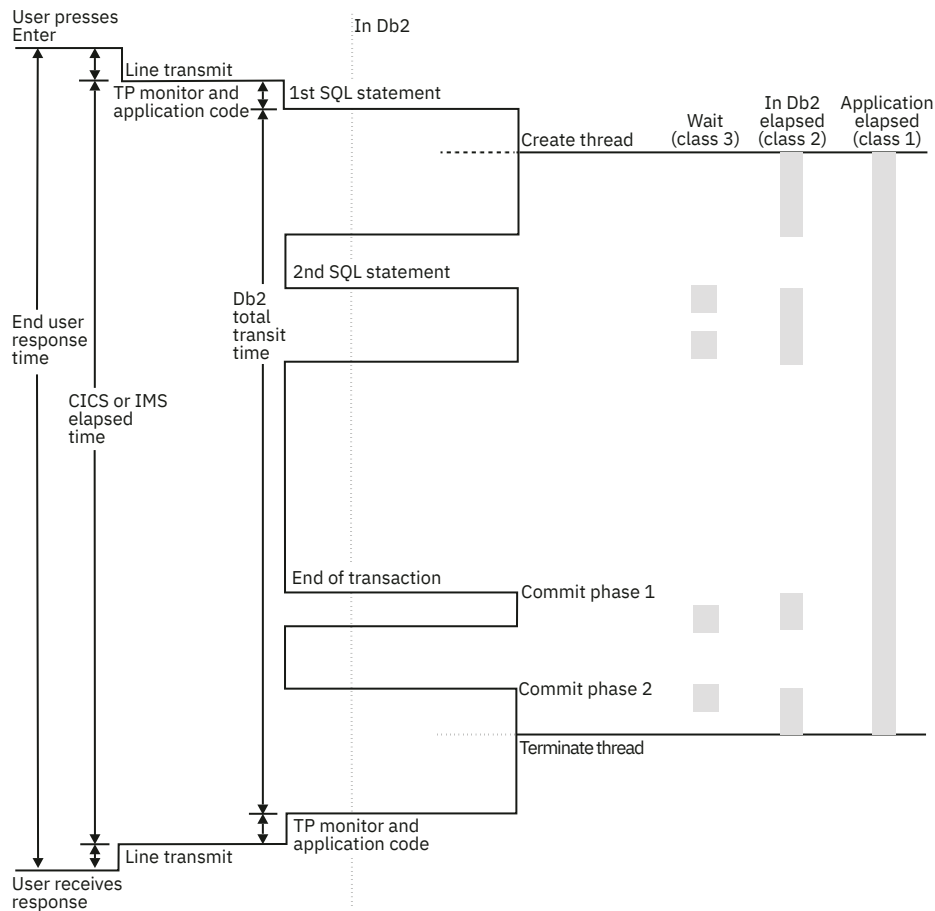 User presses
Enter
In Db2
Line transmit
TP monitor and
application code
1st SQL statement
Create thread
Wait
(class 3)
In Db2
elapsed
(class 2)
Application
elapsed
(class 1)
2nd SQL statement
Db2
total
transit
time
End user
response
time
CICS or IMS
elapsed
time
End of transaction
Commit phase 1
Commit phase 2
Terminate thread
TP monitor and
application code
Line transmit
User receives
response